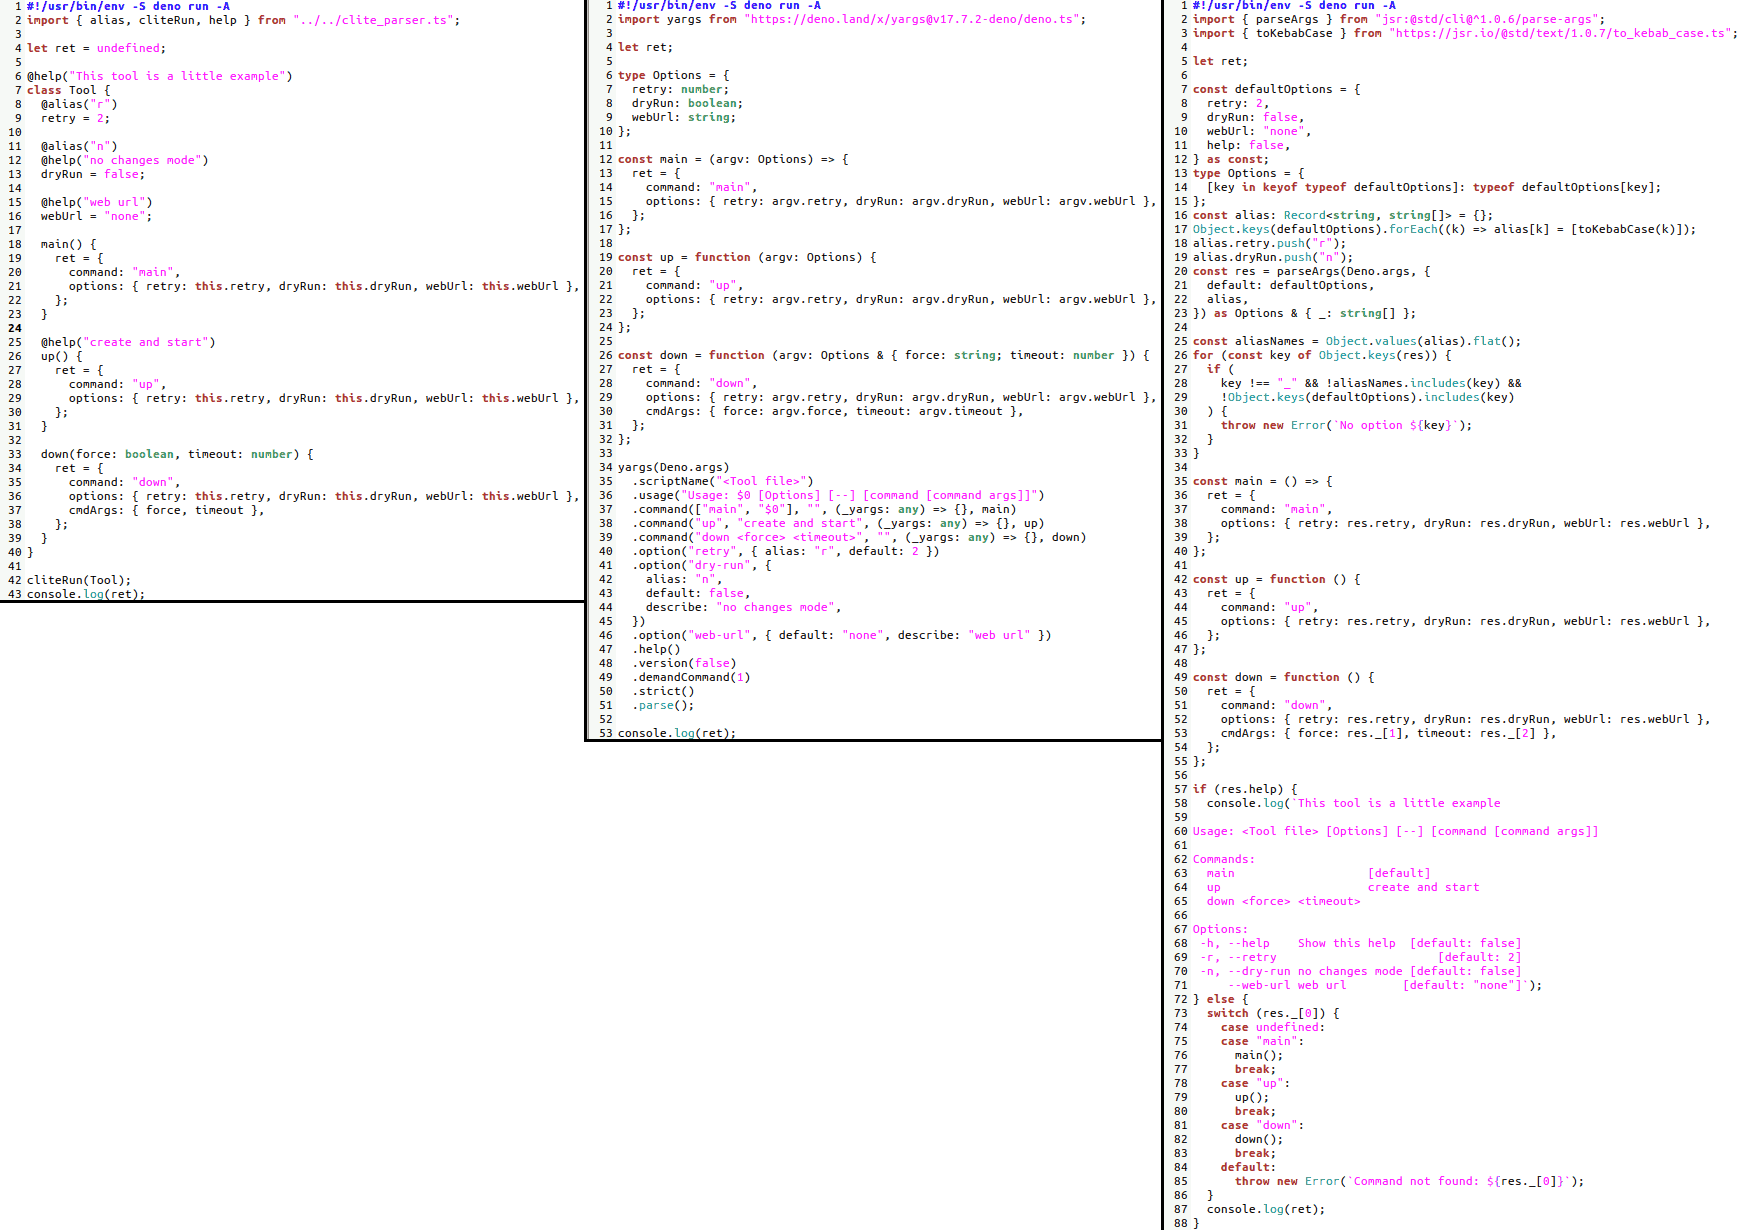 1 #!/usr/bin/env -S deno run -A
2 import { alias, cliteRun, help } from "../../clite_parser.ts";
3
4 let ret = undefined;
5
6 @help("This tool is a little example")
7 class Tool {
8   @alias("r")
9   retry = 2;
10
11   @alias("n")
12   @help("no changes mode")
13   dryRun = false;
14
15   @help("web url")
16   webUrl = "none";
17
18   main() {
19     ret = {
20       command: "main",
21       options: { retry: this.retry, dryRun: this.dryRun, webUrl: this.webUrl },
22     };
23   }
24
25   @help("create and start")
26   up() {
27     ret = {
28       command: "up",
29       options: { retry: this.retry, dryRun: this.dryRun, webUrl: this.webUrl },
30     };
31   }
32
33   down(force: boolean, timeout: number) {
34     ret = {
35       command: "down",
36       options: { retry: this.retry, dryRun: this.dryRun, webUrl: this.webUrl },
37       cmdArgs: { force, timeout },
38     };
39   }
40 }
41
42 cliteRun(Tool);
43 console.log(ret);
1 #!/usr/bin/env -S deno run -A
2 import yargs from "https://deno.land/x/yargs@v17.7.2-deno/deno.ts";
3
4 let ret;
5
6 type Options = {
7   retry: number;
8   dryRun: boolean;
9   webUrl: string;
10 };
11
12 const main = (argv: Options) => {
13   ret = {
14     command: "main",
15     options: { retry: argv.retry, dryRun: argv.dryRun, webUrl: argv.webUrl },
16   };
17 };
18
19 const up = function (argv: Options) {
20   ret = {
21     command: "up",
22     options: { retry: argv.retry, dryRun: argv.dryRun, webUrl: argv.webUrl },
23   };
24 };
25
26 const down = function (argv: Options & { force: string; timeout: number }) {
27   ret = {
28     command: "down",
29     options: { retry: argv.retry, dryRun: argv.dryRun, webUrl: argv.webUrl },
30     cmdArgs: { force: argv.force, timeout: argv.timeout },
31   };
32 };
33
34 yargs(Deno.args)
35   .scriptName("<Tool file>")
36   .usage("Usage: $0 [Options] [--] [command [command args]]")
37   .command(["main", "$0"], "", (_yargs: any) => {}, main)
38   .command("up", "create and start", (_yargs: any) => {}, up)
39   .command("down <force> <timeout>", "", (_yargs: any) => {}, down)
40   .option("retry", { alias: "r", default: 2 })
41   .option("dry-run", {
42     alias: "n",
43     default: false,
44     describe: "no changes mode",
45   })
46   .option("web-url", { default: "none", describe: "web url" })
47   .help()
48   .version(false)
49   .demandCommand(1)
50   .strict()
51   .parse();
52
53 console.log(ret);
1 #!/usr/bin/env -S deno run -A
2 import { parseArgs } from "jsr:@std/cli@^1.0.6/parse-args";
3 import { toKebabCase } from "https://jsr.io/@std/text/1.0.7/to_kebab_case.ts";
4
5 let ret;
6
7 const defaultOptions = {
8   retry: 2,
9   dryRun: false,
10   webUrl: "none",
11   help: false,
12 } as const;
13 type Options = {
14   [key in keyof typeof defaultOptions]: typeof defaultOptions[key];
15 };
16 const alias: Record<string, string[]> = {};
17 Object.keys(defaultOptions).forEach((k) => alias[k] = [toKebabCase(k)]);
18 alias.retry.push("r");
19 alias.dryRun.push("n");
20 const res = parseArgs(Deno.args, {
21   default: defaultOptions,
22   alias,
23 }) as Options & { _: string[] };
24
25 const aliasNames = Object.values(alias).flat();
26 for (const key of Object.keys(res)) {
27   if (
28     key !== "_" && !aliasNames.includes(key) &&
29     !Object.keys(defaultOptions).includes(key)
30   ) {
31     throw new Error(`No option ${key}`);
32   }
33 }
34
35 const main = () => {
36   ret = {
37     command: "main",
38     options: { retry: res.retry, dryRun: res.dryRun, webUrl: res.webUrl },
39   };
40 };
41
42 const up = function () {
43   ret = {
44     command: "up",
45     options: { retry: res.retry, dryRun: res.dryRun, webUrl: res.webUrl },
46   };
47 };
48
49 const down = function () {
50   ret = {
51     command: "down",
52     options: { retry: res.retry, dryRun: res.dryRun, webUrl: res.webUrl },
53     cmdArgs: { force: res._[1], timeout: res._[2] },
54   };
55 };
56
57 if (res.help) {
58   console.log(`This tool is a little example
59
60 Usage: <Tool file> [Options] [--] [command [command args]]
61
62 Commands:
63   main                   [default]
64   up                     create and start
65   down <force> <timeout>
66
67 Options:
68  -h, --help    Show this help  [default: false]
69  -r, --retry                       [default: 2]
70  -n, --dry-run no changes mode [default: false]
71      --web-url web url        [default: "none"]`);
72 } else {
73   switch (res._[0]) {
74     case undefined:
75     case "main":
76       main();
77       break;
78     case "up":
79       up();
80       break;
81     case "down":
82       down();
83       break;
84     default:
85       throw new Error(`Command not found: ${res._[0]}`);
86   }
87   console.log(ret);
88 }